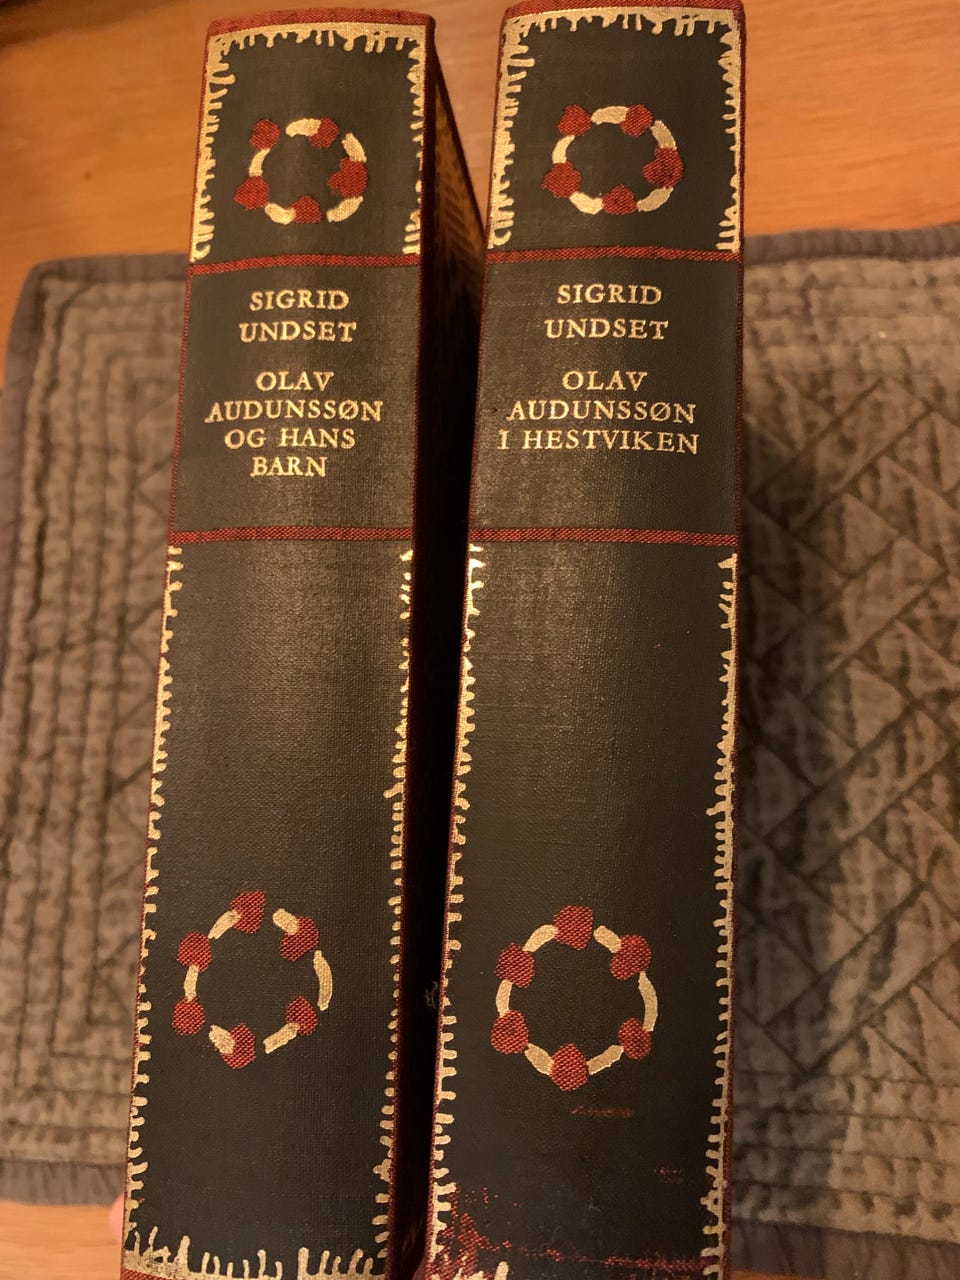 SIGRID
UNDSET
OLAV
AUDUNSSØN
OG HANS
BARN
SIGRID
UNDSET
OLAV
AUDUNSSØN
I HESTVIKEN